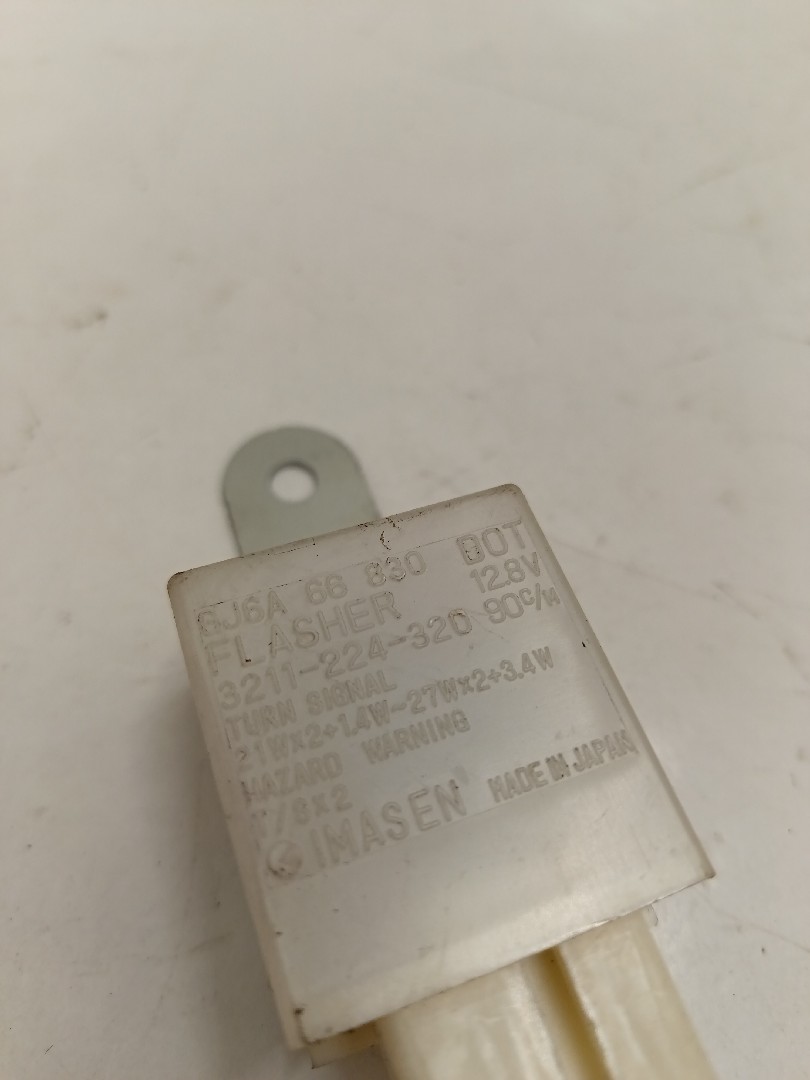 GJ6A 66 830 BOT
FLASHER 12.8V
3211-224-320 90C/M
TURN SIGNAL
21W×2+1.4W~27W×2+3.4W
HAZARD WARNING
T/S×2
IMASEN MADE IN JAPAN